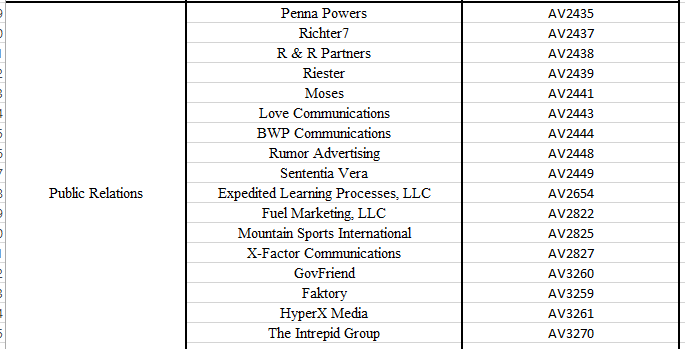 Penna Powers AV2435
Richter7 AV2437
R & R Partners AV2438
Riester AV2439
Moses AV2441
Love Communications AV2443
BWP Communications AV2444
Rumor Advertising AV2448
Sententia Vera AV2449
Public Relations Expedited Learning Processes, LLC AV2654
Fuel Marketing, LLC AV2822
Mountain Sports International AV2825
X-Factor Communications AV2827
GovFriend AV3260
Faktory AV3259
HyperX Media AV3261
The Intrepid Group AV3270